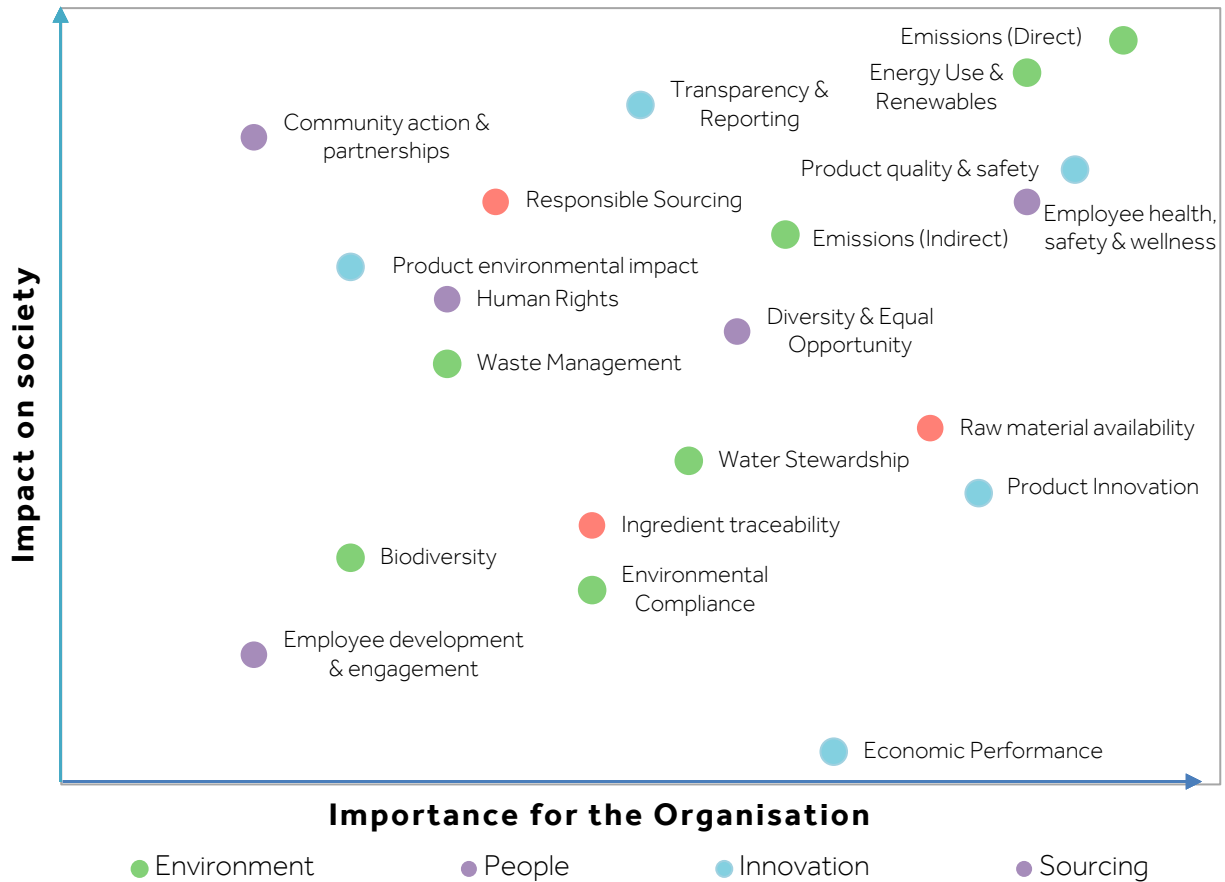 Emissions (Direct)
Energy Use &
Renewables
Transparency &
Reporting
Community action &
partnerships
Product quality & safety
Responsible Sourcing
Employee health,
safety & wellness
Emissions (Indirect)
Product environmental impact
Human Rights
Diversity & Equal
Opportunity
Waste Management
Raw material availability
Water Stewardship
Product Innovation
Ingredient traceability
Biodiversity
Environmental
Compliance
Employee development
& engagement
Economic Performance
Impact on society
Importance for the Organisation
Environment
People
Innovation
Sourcing